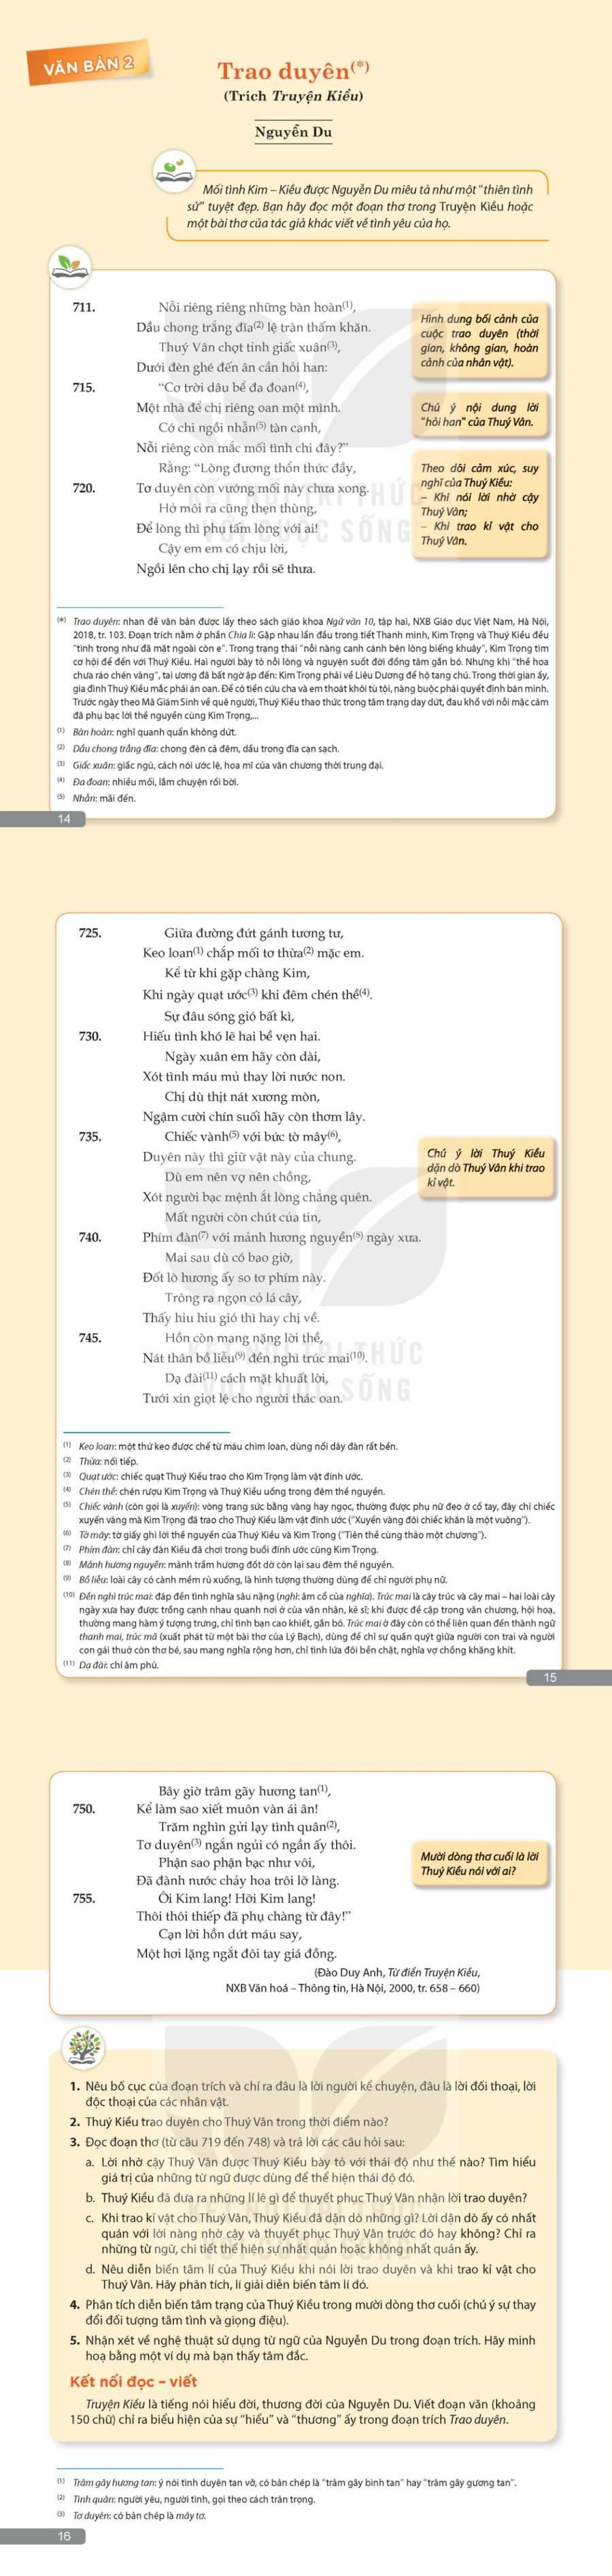 VĂN BẢN 2
Trao duyên(*)
(Trích Truyện Kiều)
Nguyễn Du
Mối tình Kim – Kiều được Nguyễn Du miêu tả như một "thiên tình
sử" tuyệt đẹp. Bạn hãy đọc một đoạn thơ trong Truyện Kiều hoặc
một bài thơ của tác giả khác viết về tình yêu của họ.
711. Nỗi riêng riêng những bàn hoàn(1),
Dầu chong trắng đĩa(2) lệ tràn thấm khăn.
Thuý Vân chợt tỉnh giấc xuân(3),
Dưới đèn ghé đến ân cần hỏi han:
715. "Cơ trời dâu bể đa đoan(4),
Một nhà để chị riêng oan một mình.
Cớ chi ngồi nhẫn(5) tàn canh,
Nỗi riêng còn mắc mối tình chi đây?"
Rằng: "Lòng đương thổn thức đầy,
720. Tơ duyên còn vướng mối này chưa xong.
Hở môi ra cũng thẹn thùng,
Để lòng thì phụ tấm lòng với ai!
Cậy em em có chịu lời,
Ngồi lên cho chị lạy rồi sẽ thưa.
Hình dung bối cảnh của
cuộc trao duyên (thời
gian, không gian, hoàn
cảnh của nhân vật).
Chú ý nội dung lời
"hỏi han" của Thuý Vân.
Theo dõi cảm xúc, suy
nghĩ của Thuý Kiều:
– Khi nói lời nhờ cậy
Thuý Vân;
– Khi trao kỉ vật cho
Thuý Vân.
KẾT NỐI TRI THỨC
VỚI CUỘC SỐNG
(*) Trao duyên: nhan đề văn bản được lấy theo sách giáo khoa Ngữ văn 10, tập hai, NXB Giáo dục Việt Nam, Hà Nội,
2018, tr. 103. Đoạn trích nằm ở phần Chia li: Gặp nhau lần đầu trong tiết Thanh minh, Kim Trọng và Thuý Kiều đều
"tình trong như đã mặt ngoài còn e". Trong trạng thái "nỗi nàng canh cánh bên lòng biếng khuây", Kim Trọng tìm
cơ hội để đến với Thuý Kiều. Hai người bày tỏ nỗi lòng và nguyện suốt đời đồng tâm gắn bó. Nhưng khi "thề hoa
chưa ráo chén vàng", tai ương đã bất ngờ ập đến: Kim Trọng phải về Liêu Dương để hộ tang chú. Trong thời gian ấy,
gia đình Thuý Kiều mắc phải án oan. Để có tiền cứu cha và em thoát khỏi tù tội, nàng buộc phải quyết định bán mình.
Trước ngày theo Mã Giám Sinh về quê người, Thuý Kiều thao thức trong tâm trạng day dứt, đau khổ với nỗi mặc cảm
đã phụ bạc lời thề nguyền cùng Kim Trọng,...
(1) Bàn hoàn: nghĩ quanh quẩn không dứt.
(2) Dầu chong trắng đĩa: chong đèn cả đêm, dầu trong đĩa cạn sạch.
(3) Giấc xuân: giấc ngủ, cách nói ước lệ, hoa mĩ của văn chương thời trung đại.
(4) Đa đoan: nhiều mối, lắm chuyện rối bời.
(5) Nhẫn: mãi đến.
14
725. Giữa đường đứt gánh tương tư,
Keo loan(1) chắp mối tơ thừa(2) mặc em.
Kể từ khi gặp chàng Kim,
Khi ngày quạt ước(3) khi đêm chén thề(4).
Sự đâu sóng gió bất kì,
730. Hiếu tình khó lẽ hai bề vẹn hai.
Ngày xuân em hãy còn dài,
Xót tình máu mủ thay lời nước non.
Chị dù thịt nát xương mòn,
Ngậm cười chín suối hãy còn thơm lây.
735. Chiếc vành(5) với bức tờ mây(6),
Duyên này thì giữ vật này của chung.
Dù em nên vợ nên chồng,
Xót người bạc mệnh ắt lòng chẳng quên.
Mất người còn chút của tin,
740. Phím đàn(7) với mảnh hương nguyền(8) ngày xưa.
Mai sau dù có bao giờ,
Đốt lò hương ấy so tơ phím này.
Trông ra ngọn cỏ lá cây,
Thấy hiu hiu gió thì hay chị về.
745. Hồn còn mang nặng lời thề,
Nát thân bồ liễu(9) đền nghì trúc mai(10).
Dạ đài(11) cách mặt khuất lời,
Tưới xin giọt lệ cho người thác oan.
Chú ý lời Thuý Kiều
dặn dò Thuý Vân khi trao
kỉ vật.
KẾT NỐI TRI THỨC
VỚI CUỘC SỐNG
(1) Keo loan: một thứ keo được chế từ máu chim loan, dùng nối dây đàn rất bền.
(2) Thừa: nối tiếp.
(3) Quạt ước: chiếc quạt Thuý Kiều trao cho Kim Trọng làm vật đính ước.
(4) Chén thề: chén rượu Kim Trọng và Thuý Kiều uống trong đêm thề nguyền.
(5) Chiếc vành (còn gọi là xuyến): vòng trang sức bằng vàng hay ngọc, thường được phụ nữ đeo ở cổ tay, đây chỉ chiếc
xuyến vàng mà Kim Trọng đã trao cho Thuý Kiều làm vật đính ước ("Xuyến vàng đôi chiếc khăn là một vuông").
(6) Tờ mây: tờ giấy ghi lời thề nguyền của Thuý Kiều và Kim Trọng ("Tiên thề cùng thảo một chương").
(7) Phím đàn: chỉ cây đàn Kiều đã chơi trong buổi đính ước cùng Kim Trọng.
(8) Mảnh hương nguyền: mảnh trầm hương đốt dở còn lại sau đêm thề nguyền.
(9) Bồ liễu: loài cây có cành mềm rủ xuống, là hình tượng thường dùng để chỉ người phụ nữ.
(10) Đền nghì trúc mai: đáp đền tình nghĩa sâu nặng (nghì: âm cổ của nghĩa). Trúc mai là cây trúc và cây mai – hai loài cây
ngày xưa hay được trồng cạnh nhau quanh nơi ở của văn nhân, kẻ sĩ; khi được đề cập trong văn chương, hội hoạ,
thường mang hàm ý tượng trưng, chỉ tình bạn cao khiết, gắn bó. Trúc mai ở đây còn có thể liên quan đến thành ngữ
thanh mai, trúc mã (xuất phát từ một bài thơ của Lý Bạch), dùng để chỉ sự quấn quýt giữa người con trai và người
con gái thuở còn thơ bé, sau mang nghĩa rộng hơn, chỉ tình lứa đôi bền chặt, nghĩa vợ chồng khăng khít.
(11) Dạ đài: chỉ âm phủ.
15
Bây giờ trâm gãy hương tan(1),
750. Kể làm sao xiết muôn vàn ái ân!
Trăm nghìn gửi lạy tình quân(2),
Tơ duyên(3) ngắn ngủi có ngần ấy thôi.
Phận sao phận bạc như vôi,
Đã đành nước chảy hoa trôi lỡ làng.
755. Ôi Kim lang! Hỡi Kim lang!
Thôi thôi thiếp đã phụ chàng từ đây!"
Cạn lời hồn dứt máu say,
Một hơi lặng ngắt đôi tay giá đồng.
(Đào Duy Anh, Từ điển Truyện Kiều,
NXB Văn hoá – Thông tin, Hà Nội, 2000, tr. 658 – 660)
Mười dòng thơ cuối là lời
Thuý Kiều nói với ai?
1. Nêu bố cục của đoạn trích và chỉ ra đâu là lời người kể chuyện, đâu là lời đối thoại, lời
độc thoại của các nhân vật.
2. Thuý Kiều trao duyên cho Thuý Vân trong thời điểm nào?
3. Đọc đoạn thơ (từ câu 719 đến 748) và trả lời các câu hỏi sau:
a. Lời nhờ cậy Thuý Vân được Thuý Kiều bày tỏ với thái độ như thế nào? Tìm hiểu
giá trị của những từ ngữ được dùng để thể hiện thái độ đó.
b. Thuý Kiều đã đưa ra những lí lẽ gì để thuyết phục Thuý Vân nhận lời trao duyên?
c. Khi trao kỉ vật cho Thuý Vân, Thuý Kiều đã dặn dò những gì? Lời dặn dò ấy có nhất
quán với lời nàng nhờ cậy và thuyết phục Thuý Vân trước đó hay không? Chỉ ra
những từ ngữ, chi tiết thể hiện sự nhất quán hoặc không nhất quán ấy.
d. Nêu diễn biến tâm lí của Thuý Kiều khi nói lời trao duyên và khi trao kỉ vật cho
Thuý Vân. Hãy phân tích, lí giải diễn biến tâm lí đó.
4. Phân tích diễn biến tâm trạng của Thuý Kiều trong mười dòng thơ cuối (chú ý sự thay
đổi đối tượng tâm tình và giọng điệu).
5. Nhận xét về nghệ thuật sử dụng từ ngữ của Nguyễn Du trong đoạn trích. Hãy minh
hoạ bằng một ví dụ mà bạn thấy tâm đắc.
Kết nối đọc – viết
Truyện Kiều là tiếng nói hiểu đời, thương đời của Nguyễn Du. Viết đoạn văn (khoảng
150 chữ) chỉ ra biểu hiện của sự "hiểu" và "thương" ấy trong đoạn trích Trao duyên.
KẾT NỐI TRI THỨC
VỚI CUỘC SỐNG
(1) Trâm gãy hương tan: ý nói tình duyên tan vỡ, có bản chép là "trâm gãy bình tan" hay "trâm gãy gương tan".
(2) Tình quân: người yêu, người tình, gọi theo cách trân trọng.
(3) Tơ duyên: có bản chép là mây tơ.
16